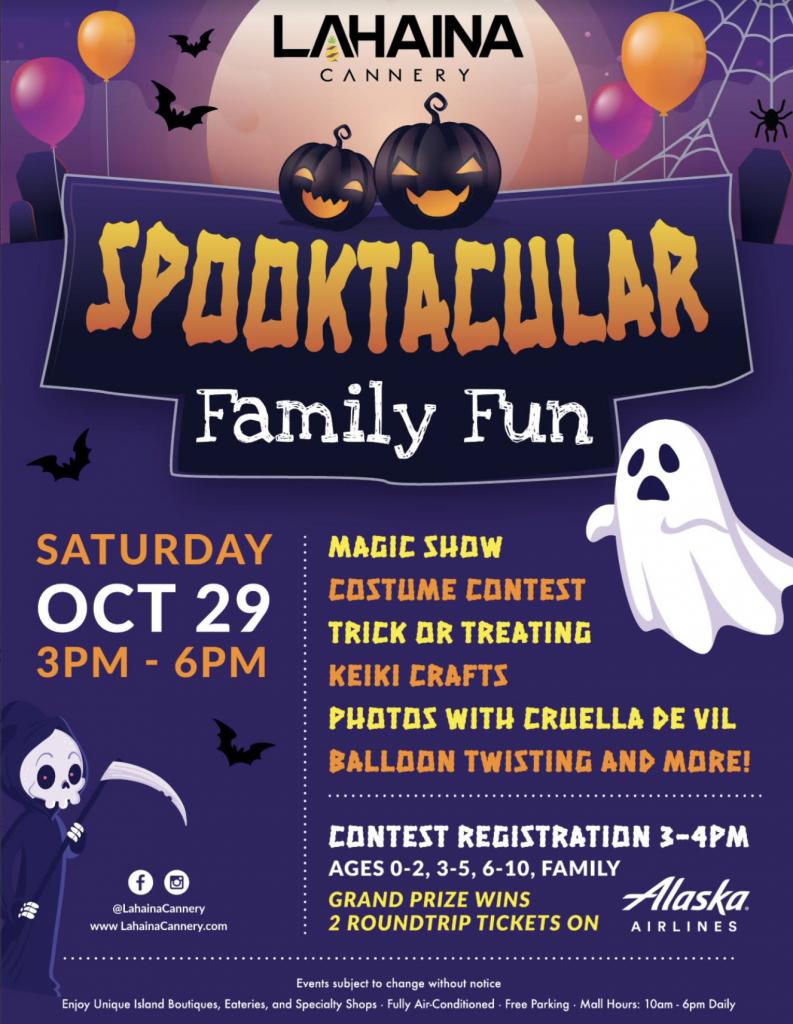 LAHAINA
CANNERY
SPOOKTACULAR
Family Fun
SATURDAY
OCT 29
3PM - 6PM
MAGIC SHOW
COSTUME CONTEST
TRICK OR TREATING
KEIKI CRAFTS
PHOTOS WITH CRUELLA DE VIL
BALLOON TWISTING AND MORE!
CONTEST REGISTRATION 3-4PM
AGES 0-2, 3-5, 6-10, FAMILY
GRAND PRIZE WINS
2 ROUNDTRIP TICKETS ON
Alaska
AIRLINES
@LahainaCannery
www LahainaCannery.com
Events subject to change without notice
Enjoy Unique Island Boutiques, Eateries, and Specialty Shops · Fully Air-Conditioned · Free Parking · Mall Hours: 10am - 6pm Daily